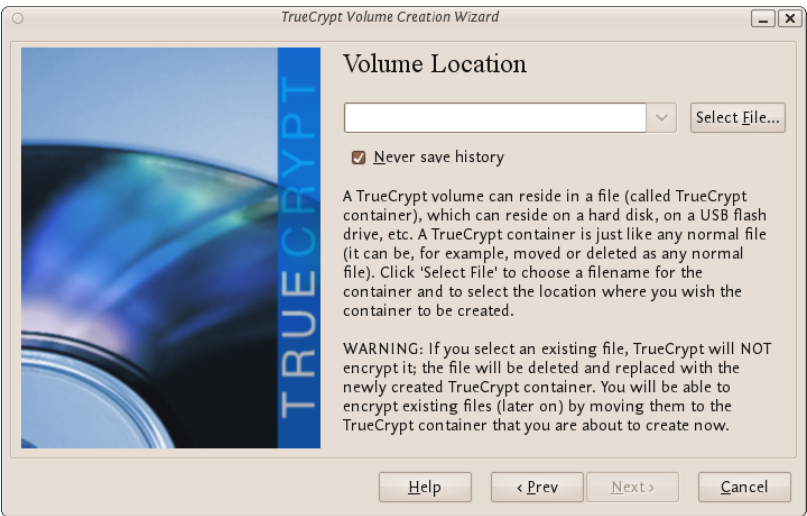 TrueCrypt Volume Creation Wizard
TRUECRYPT
Volume Location
Select File...
Never save history
A TrueCrypt volume can reside in a file (called TrueCrypt
container), which can reside on a hard disk, on a USB flash
drive, etc. A TrueCrypt container is just like any normal file
(it can be, for example, moved or deleted as any normal
file). Click 'Select File' to choose a filename for the
container and to select the location where you wish the
container to be created.
WARNING: If you select an existing file, TrueCrypt will NOT
encrypt it; the file will be deleted and replaced with the
newly created TrueCrypt container. You will be able to
encrypt existing files (later on) by moving them to the
TrueCrypt container that you are about to create now.
Help < Prev Next > Cancel